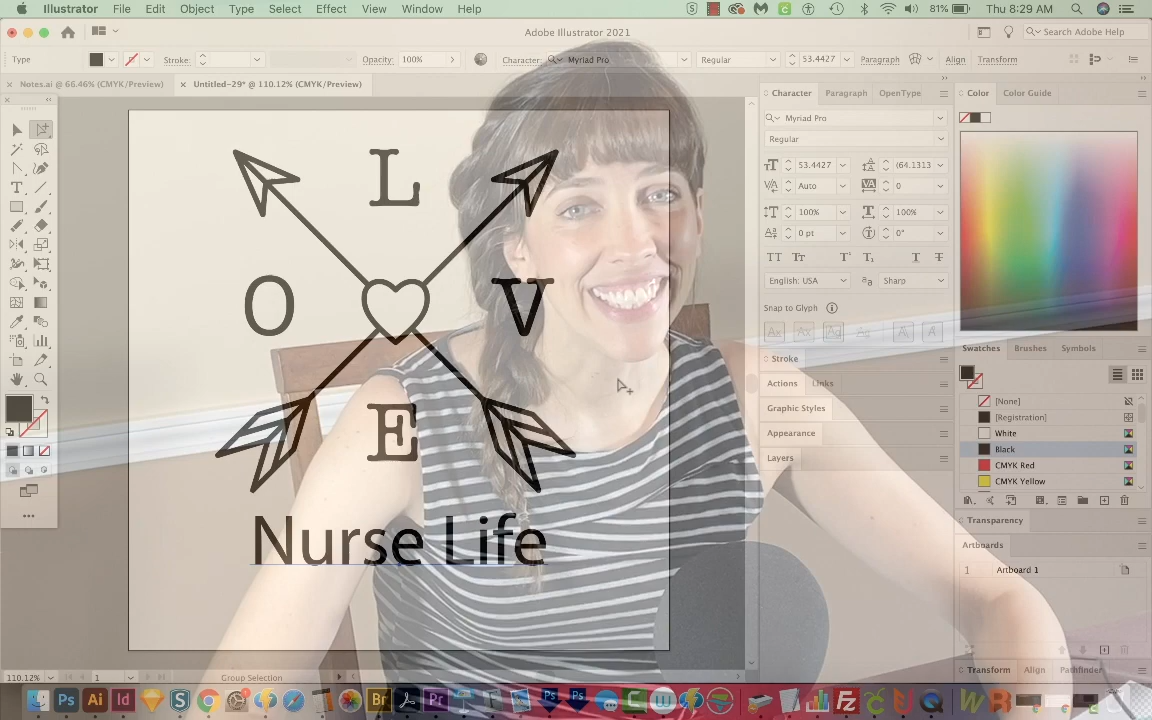 Illustrator File Edit Object Type Select Effect View Window Help 81% Thu 8:29 AM
Adobe Illustrator 2021 Search Adobe Help
Type Stroke: Opacity: 100% Character: Myriad Pro Regular 53.4427 Paragraph Align Transform
Notes.ai @ 66.46% (CMYK/Preview) Untitled-29* @ 110.12% (CMYK/Preview)
Character Paragraph OpenType Color Color Guide
Myriad Pro
Regular
53.4427 (64.1313
Auto 0
100% 100%
0 pt 0°
English: USA Sharp
Snap to Glyph
Stroke
Actions Links
Graphic Styles
Appearance
Layers
Swatches Brushes Symbols
[None]
[Registration]
White
Black
CMYK Red
CMYK Yellow
Transparency
Artboards
1 Artboard 1
Transform Align Pathfinder
L
O V
E
Nurse Life
110.12% 1 Group Selection